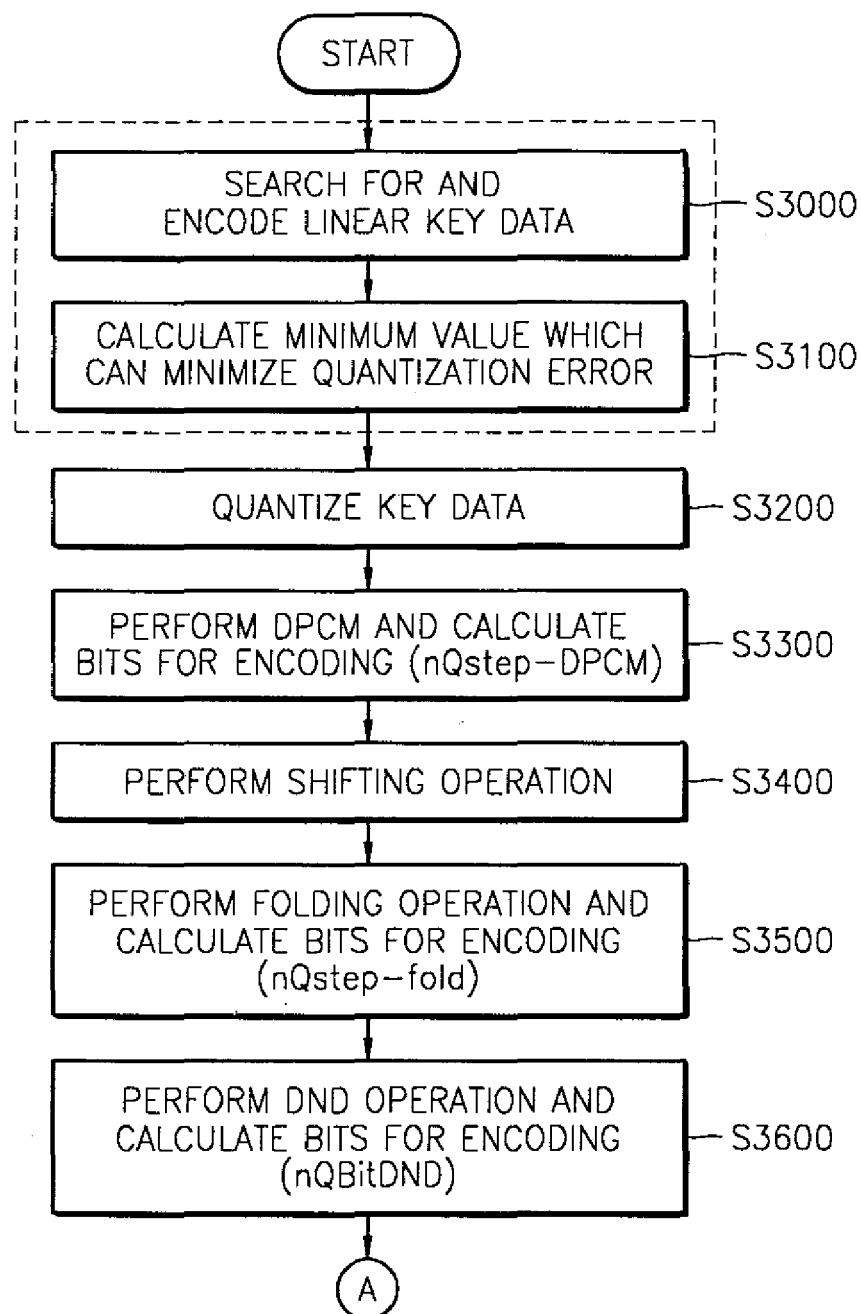 START
SEARCH FOR AND
ENCODE LINEAR KEY DATA
S3000
CALCULATE MINIMUM VALUE WHICH
CAN MINIMIZE QUANTIZATION ERROR
S3100
QUANTIZE KEY DATA
S3200
PERFORM DPCM AND CALCULATE
BITS FOR ENCODING (nQstep-DPCM)
S3300
PERFORM SHIFTING OPERATION
S3400
PERFORM FOLDING OPERATION AND
CALCULATE BITS FOR ENCODING
(nQstep-fold)
S3500
PERFORM DND OPERATION AND
CALCULATE BITS FOR ENCODING
(nQBitDND)
S3600
A